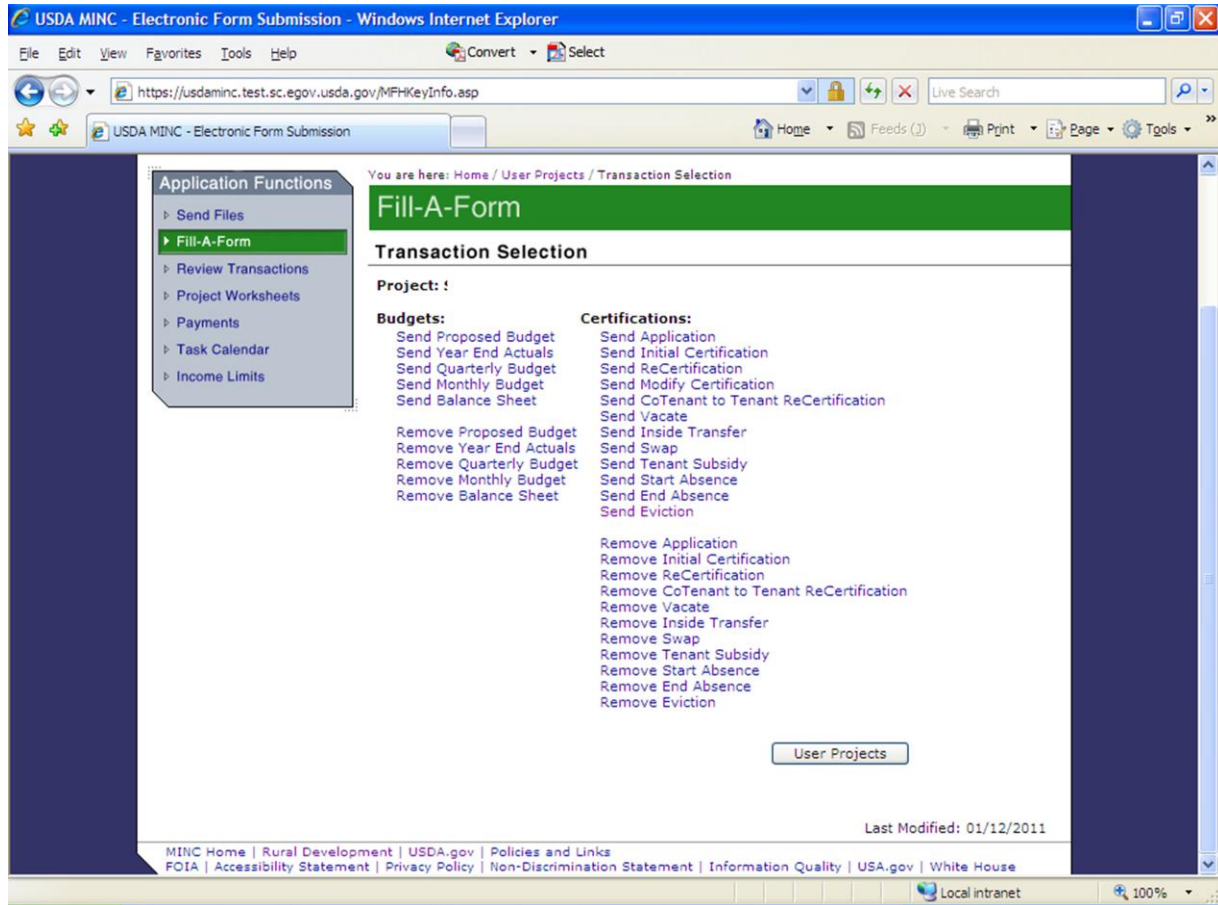 USDA MINC - Electronic Form Submission - Windows Internet Explorer
File Edit View Favorites Tools Help Convert Select
https://usdaminc.test.sc.egov.usda.gov/MFHKeyInfo.asp Live Search
USDA MINC - Electronic Form Submission Home Feeds (J) Print Page Tools »
Application Functions
Send Files
Fill-A-Form
Review Transactions
Project Worksheets
Payments
Task Calendar
Income Limits
You are here: Home / User Projects / Transaction Selection
Fill-A-Form
Transaction Selection
Project:
Budgets:
Send Proposed Budget
Send Year End Actuals
Send Quarterly Budget
Send Monthly Budget
Send Balance Sheet
Remove Proposed Budget
Remove Year End Actuals
Remove Quarterly Budget
Remove Monthly Budget
Remove Balance Sheet
Certifications:
Send Application
Send Initial Certification
Send ReCertification
Send Modify Certification
Send CoTenant to Tenant ReCertification
Send Vacate
Send Inside Transfer
Send Swap
Send Tenant Subsidy
Send Start Absence
Send End Absence
Send Eviction
Remove Application
Remove Initial Certification
Remove ReCertification
Remove CoTenant to Tenant ReCertification
Remove Vacate
Remove Inside Transfer
Remove Swap
Remove Tenant Subsidy
Remove Start Absence
Remove End Absence
Remove Eviction
User Projects
Last Modified: 01/12/2011
MINC Home | Rural Development | USDA.gov | Policies and Links
FOIA | Accessibility Statement | Privacy Policy | Non-Discrimination Statement | Information Quality | USA.gov | White House
Local intranet 100%